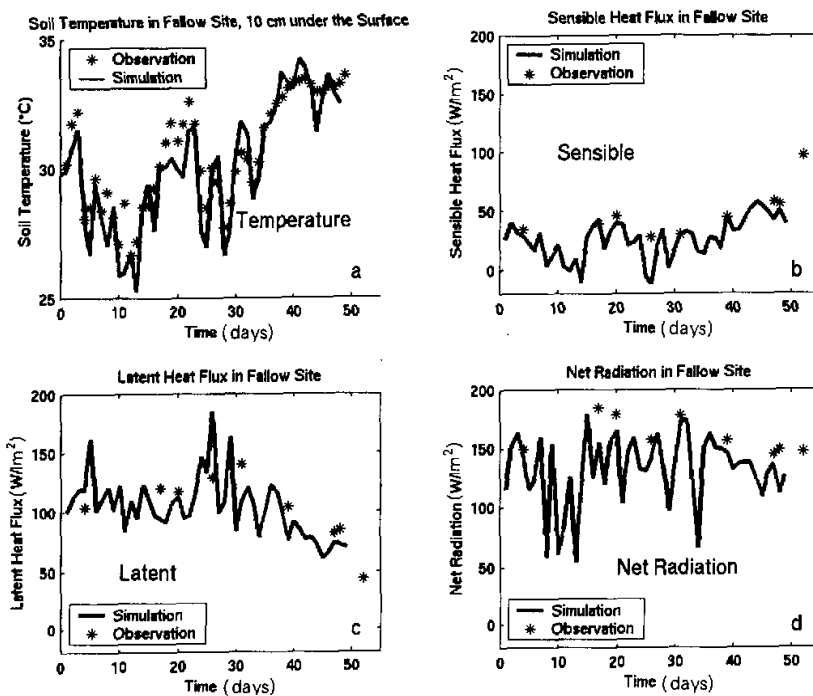 Soil Temperature in Fallow Site, 10 cm under the Surface
35
30
25
Soil Temperature (°C)
Observation
Simulation
Temperature
a
0 10 20 30 40 50
Time (days)
Sensible Heat Flux in Fallow Site
200
150
100
50
0
Sensible Heat Flux (W/lm²)
Simulation
Observation
Sensible
b
0 10 20 30 40 50
Time (days)
Latent Heat Flux in Fallow Site
200
150
100
50
0
Latent Heat Flux (W/lm²)
Latent
Simulation
Observation
c
0 10 20 30 40 50
Time (days)
Net Radiation in Fallow Site
200
150
100
50
0
Net Radiation (W/lm²)
Net Radiation
Simulation
Observation
d
0 10 20 30 40 50
Time (days)